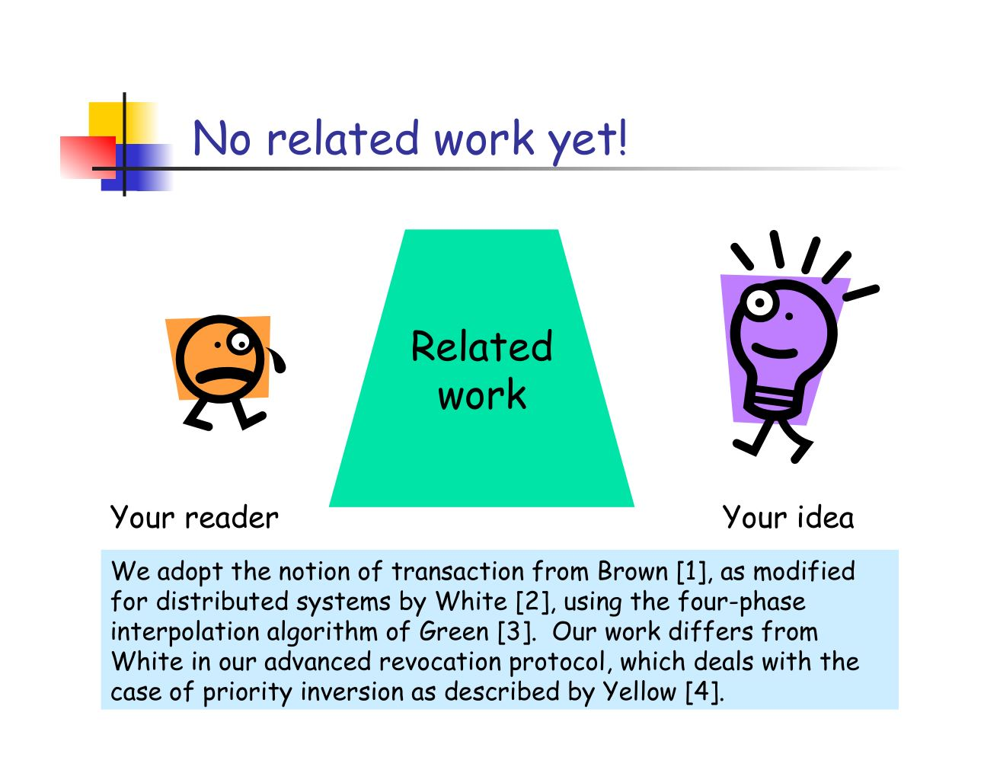 No related work yet!
Related
work
Your reader
Your idea
We adopt the notion of transaction from Brown [1], as modified
for distributed systems by White [2], using the four-phase
interpolation algorithm of Green [3].  Our work differs from
White in our advanced revocation protocol, which deals with the
case of priority inversion as described by Yellow [4].